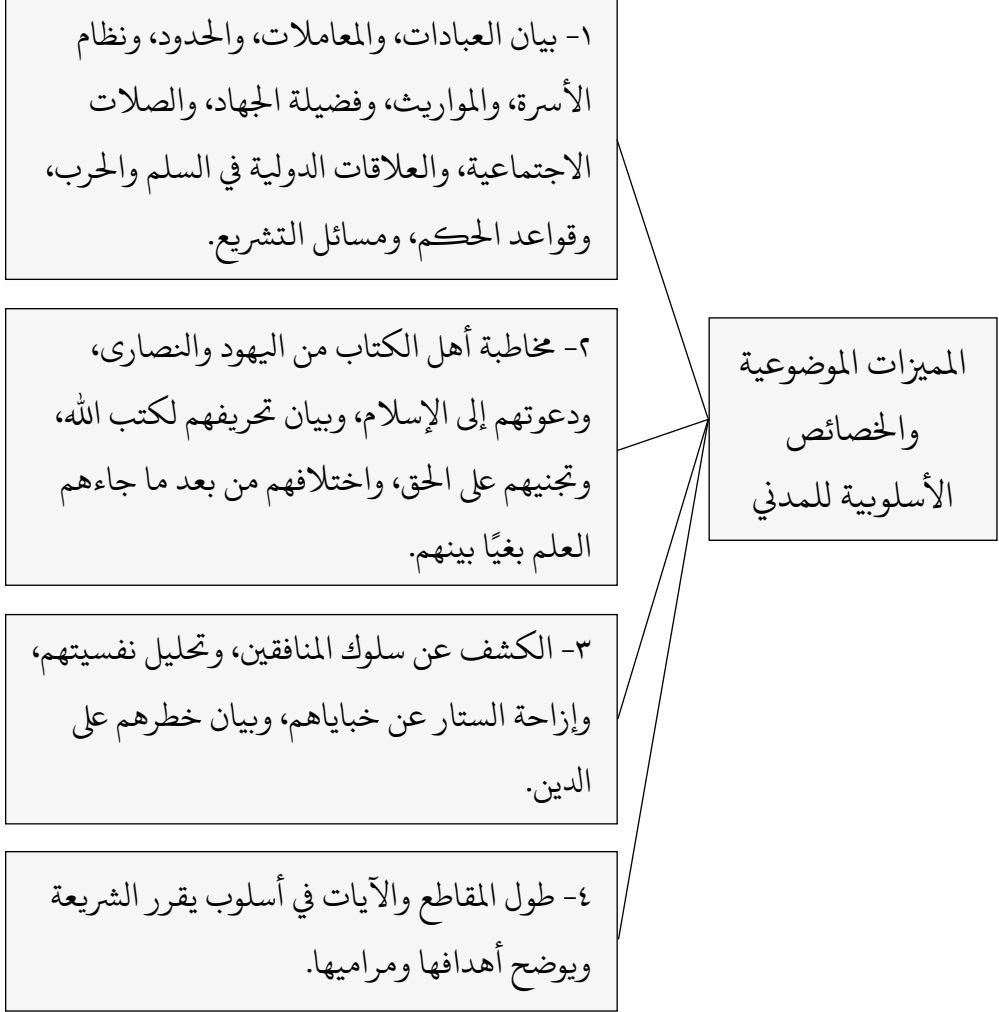 المميزات الموضوعية
والخصائص
الأسلوبية للمدني
١- بيان العبادات، والمعاملات، والحدود، ونظام
الأسرة، والمواريث، وفضيلة الجهاد، والصلات
الاجتماعية، والعلاقات الدولية في السلم والحرب،
وقواعد الحكم، ومسائل التشريع.
٢- مخاطبة أهل الكتاب من اليهود والنصارى،
ودعوتهم إلى الإسلام، وبيان تحريفهم لكتب الله،
وتجنيهم على الحق، واختلافهم من بعد ما جاءهم
العلم بغيًا بينهم.
٣- الكشف عن سلوك المنافقين، وتحليل نفسيتهم،
وإزاحة الستار عن خباياهم، وبيان خطرهم على
الدين.
٤- طول المقاطع والآيات في أسلوب يقرر الشريعة
ويوضح أهدافها ومراميها.